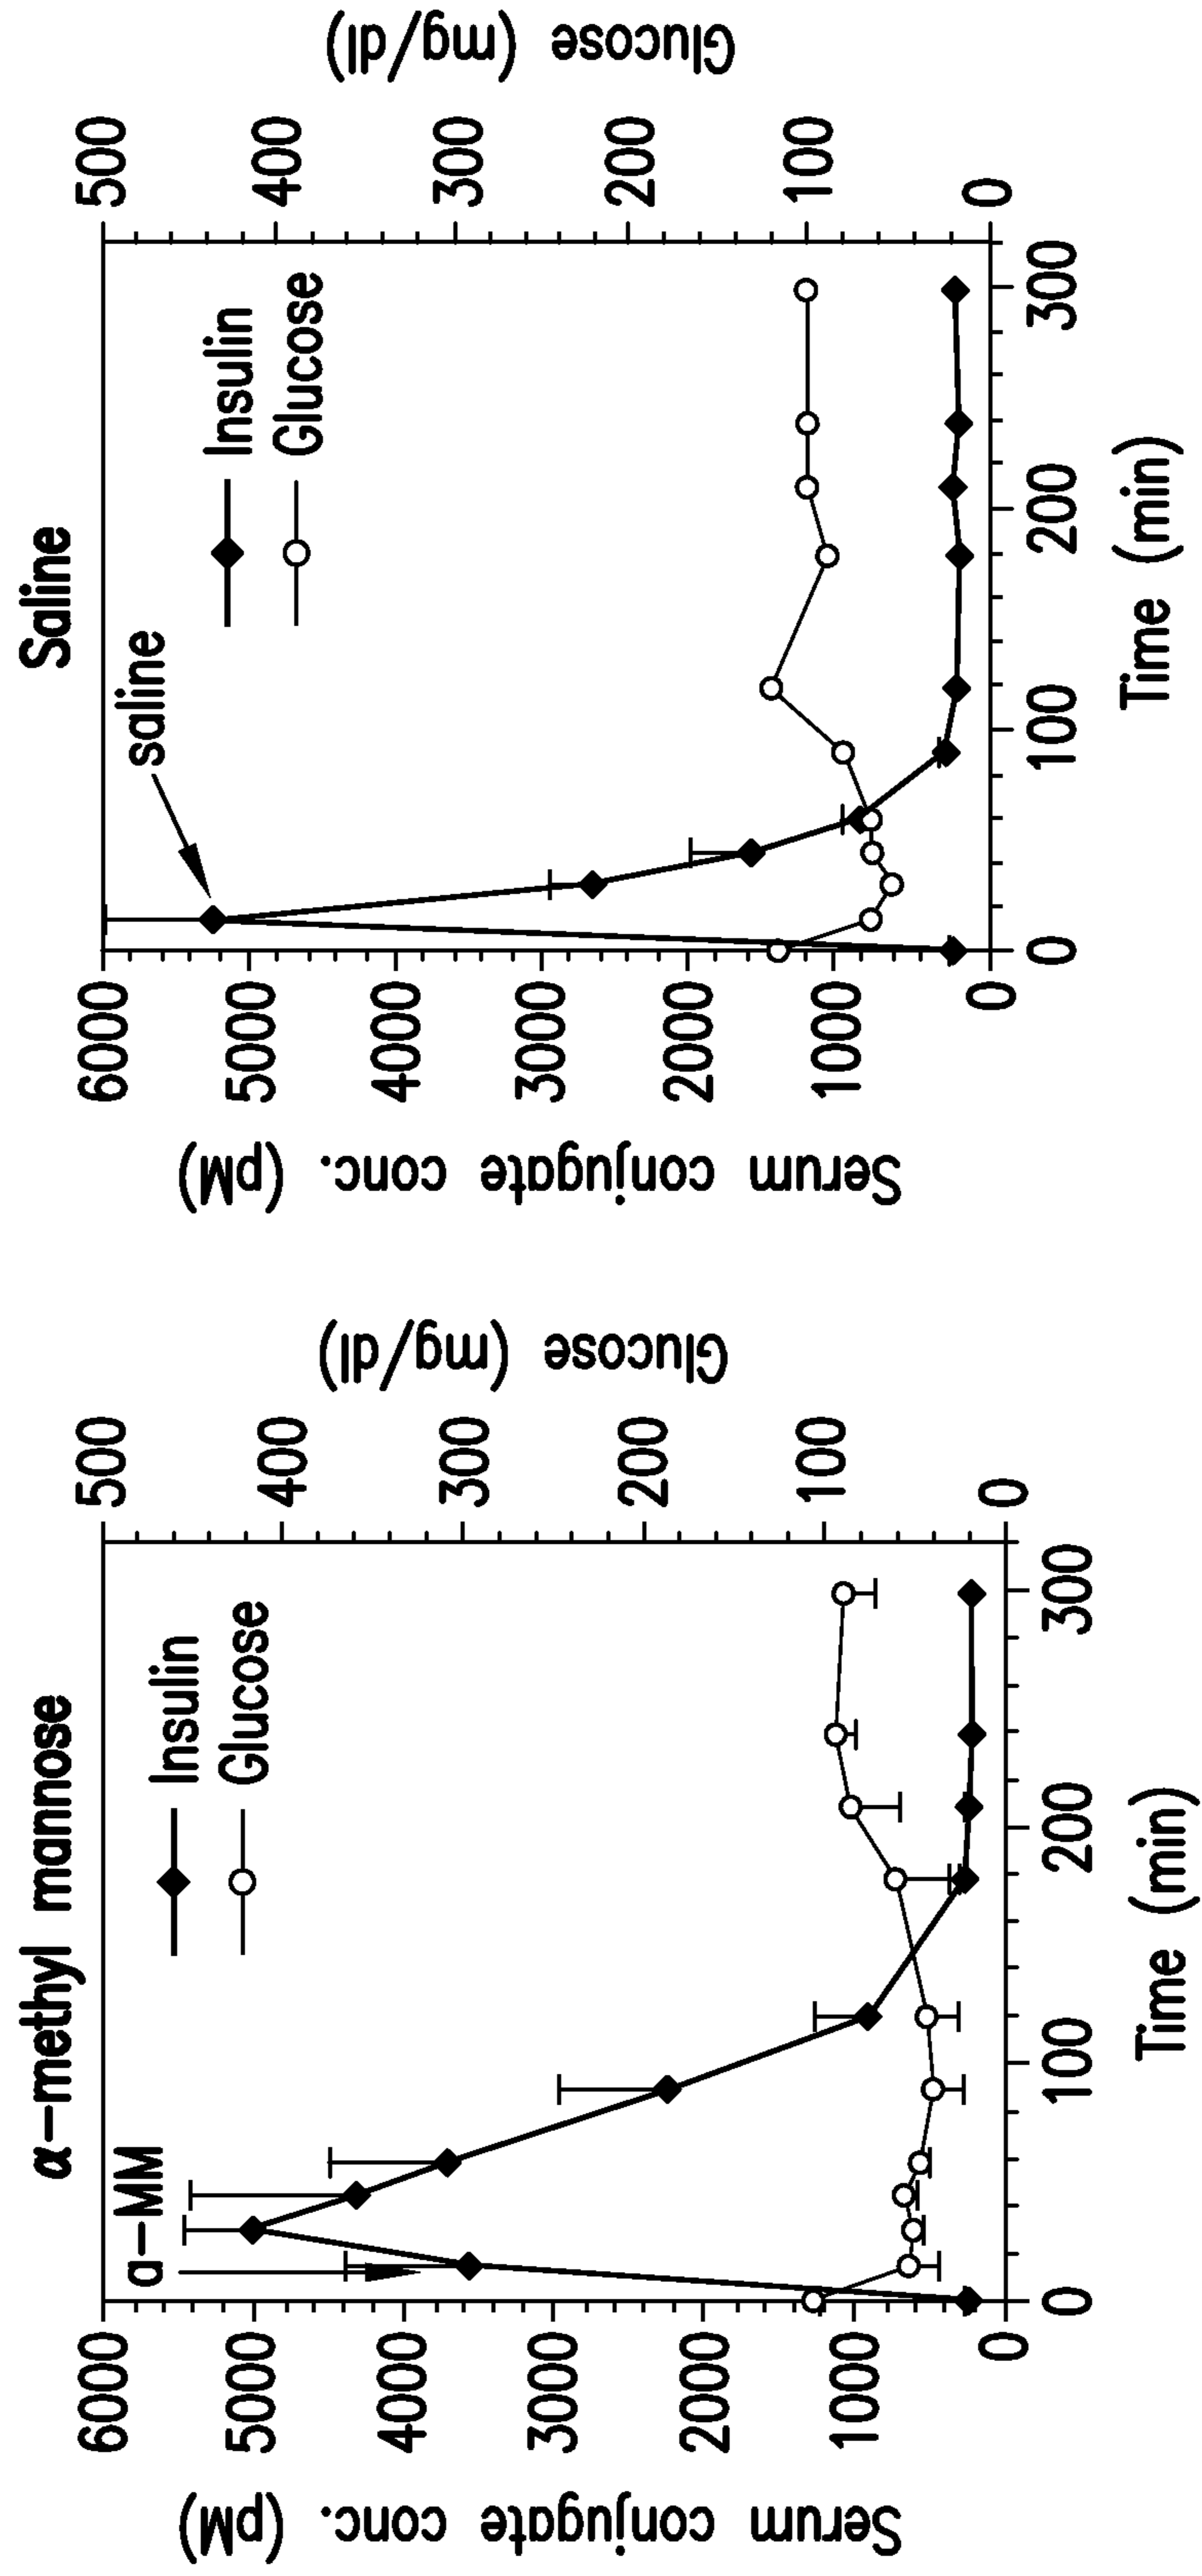 α-methyl mannose
α-MM
Insulin
Glucose
6000
5000
4000
3000
2000
1000
0
Serum conjugate conc. (pM)
500
400
300
200
100
0
Glucose (mg/dl)
0
100
200
300
Time (min)
Saline
saline
Insulin
Glucose
6000
5000
4000
3000
2000
1000
0
Serum conjugate conc. (pM)
500
400
300
200
100
0
Glucose (mg/dl)
0
100
200
300
Time (min)